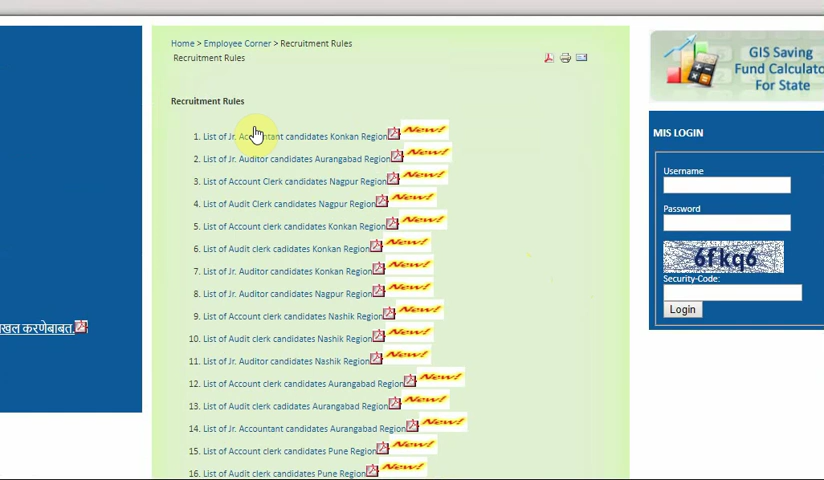 Home > Employee Corner > Recruitment Rules
Recruitment Rules
Recruitment Rules
1. List of Jr. Accountant candidates Konkan Region New!
2. List of Jr. Auditor candidates Aurangabad Region New!
3. List of Account Clerk candidates Nagpur Region New!
4. List of Audit Clerk candidates Nagpur Region New!
5. List of Account clerk candidates Konkan Region New!
6. List of Audit clerk cadidates Konkan Region New!
7. List of Jr. Auditor candidates Konkan Region New!
8. List of Jr. Auditor candidates Nagpur Region New!
9. List of Account clerk candidates Nashik Region New!
10. List of Audit clerk candidates Nashik Region New!
11. List of Jr. Auditor candidates Nashik Region New!
12. List of Account clerk candidates Aurangabad Region New!
13. List of Audit clerk cadidates Aurangabad Region New!
14. List of Jr. Accountant candidates Aurangabad Region New!
15. List of Account clerk candidates Pune Region New!
16. List of Audit clerk candidates Pune Region New!
करणेबाबत.
GIS Saving
Fund Calculato
For State
MIS LOGIN
Username
Password
6fkq6
Security-Code:
Login